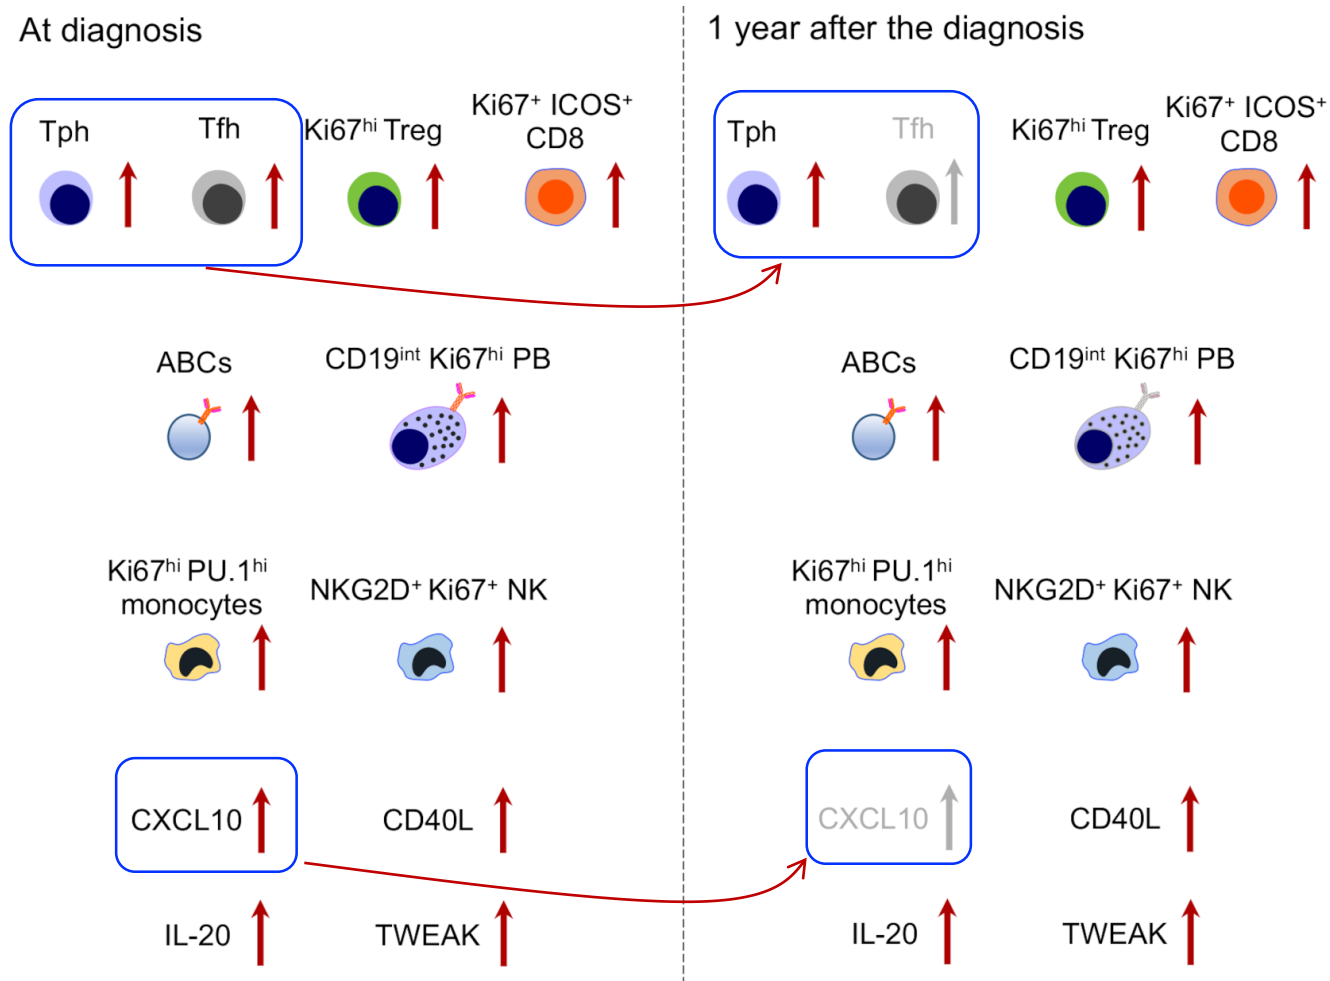 At diagnosis
Tph
Tfh
Ki67hi Treg
Ki67+ ICOS+
CD8
ABCs
CD19int Ki67hi PB
Ki67hi PU.1hi
monocytes
NKG2D+ Ki67+ NK
CXCL10
CD40L
IL-20
TWEAK
1 year after the diagnosis
Tph
Tfh
Ki67hi Treg
Ki67+ ICOS+
CD8
ABCs
CD19int Ki67hi PB
Ki67hi PU.1hi
monocytes
NKG2D+ Ki67+ NK
CXCL10
CD40L
IL-20
TWEAK